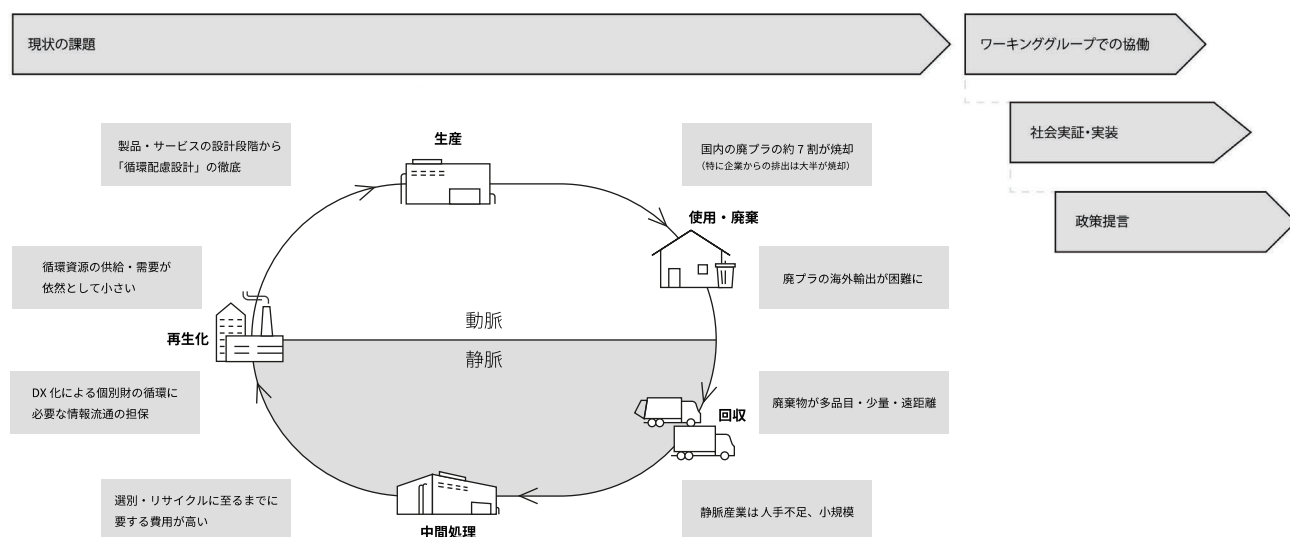 現状の課題
ワーキンググループでの協働
社会実証・実装
政策提言
製品・サービスの設計段階から
「循環配慮設計」の徹底
生産
国内の廃プラの約7割が焼却
(特に企業からの排出は大半が焼却)
使用・廃棄
循環資源の供給・需要が
依然として小さい
廃プラの海外輸出が困難に
動脈
再生化
静脈
DX 化による個別財の循環に
必要な情報流通の担保
回収
廃棄物が多品目・少量・遠距離
選別・リサイクルに至るまでに
要する費用が高い
中間処理
静脈産業は人手不足、小規模